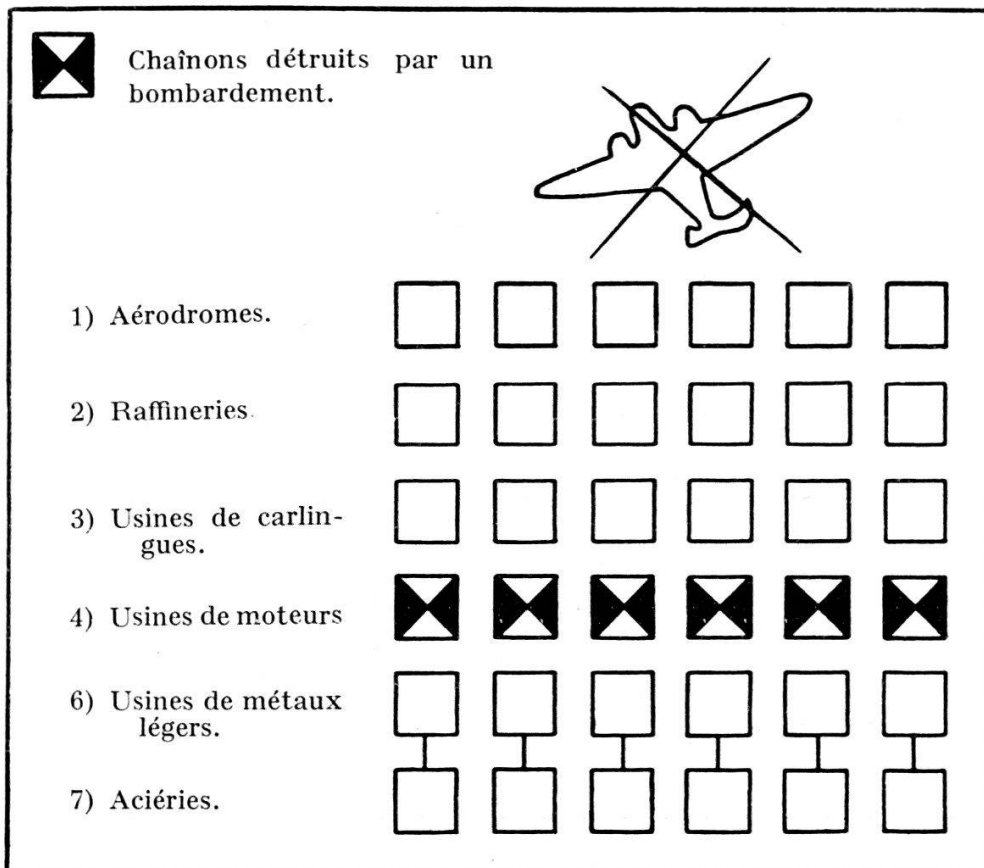 Chaînons détruits par un
bombardement.
1) Aérodromes.
2) Raffineries
3) Usines de carlin-
gues.
4) Usines de moteurs
6) Usines de métaux
légers.
7) Aciéries.